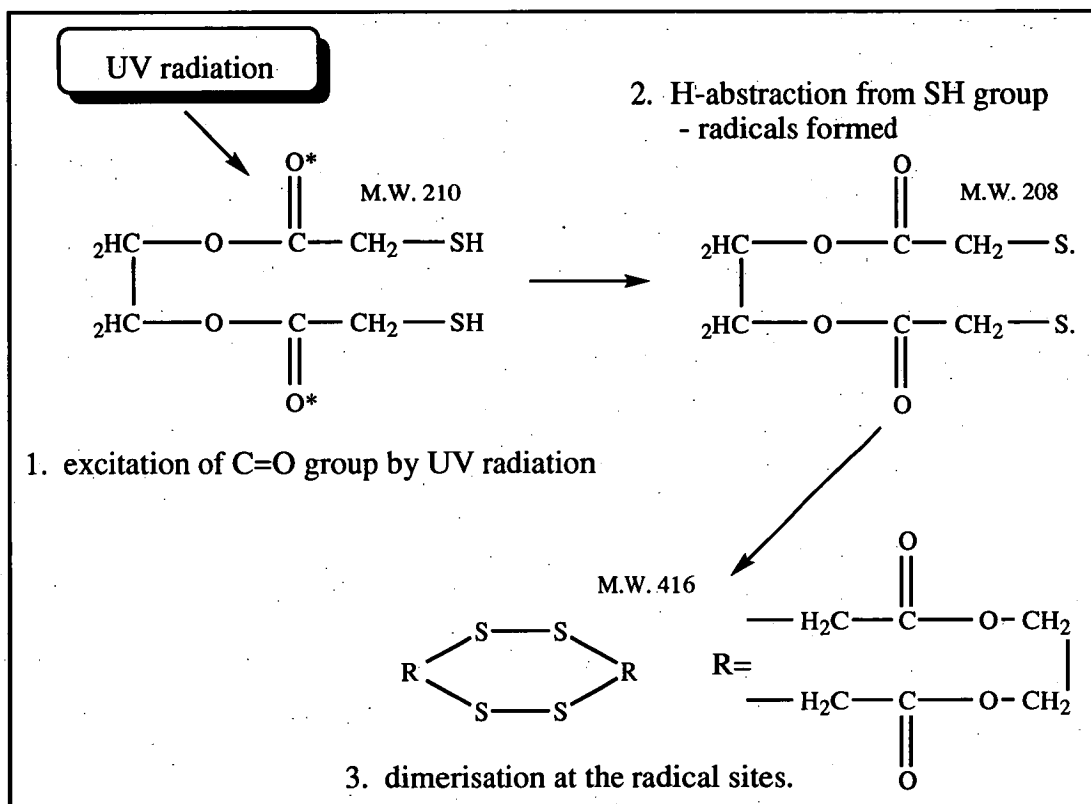 UV radiation
2. H-abstraction from SH group
- radicals formed
O* M.W. 210
O M.W. 208
₂HC—O—C—CH₂—SH
₂HC—O—C—CH₂—S.
₂HC—O—C—CH₂—SH
₂HC—O—C—CH₂—S.
O*
O
1. excitation of C=O group by UV radiation
M.W. 416
O
S—S
—H₂C—C—O—CH₂
R R
R=
S—S
—H₂C—C—O—CH₂
O
3. dimerisation at the radical sites.